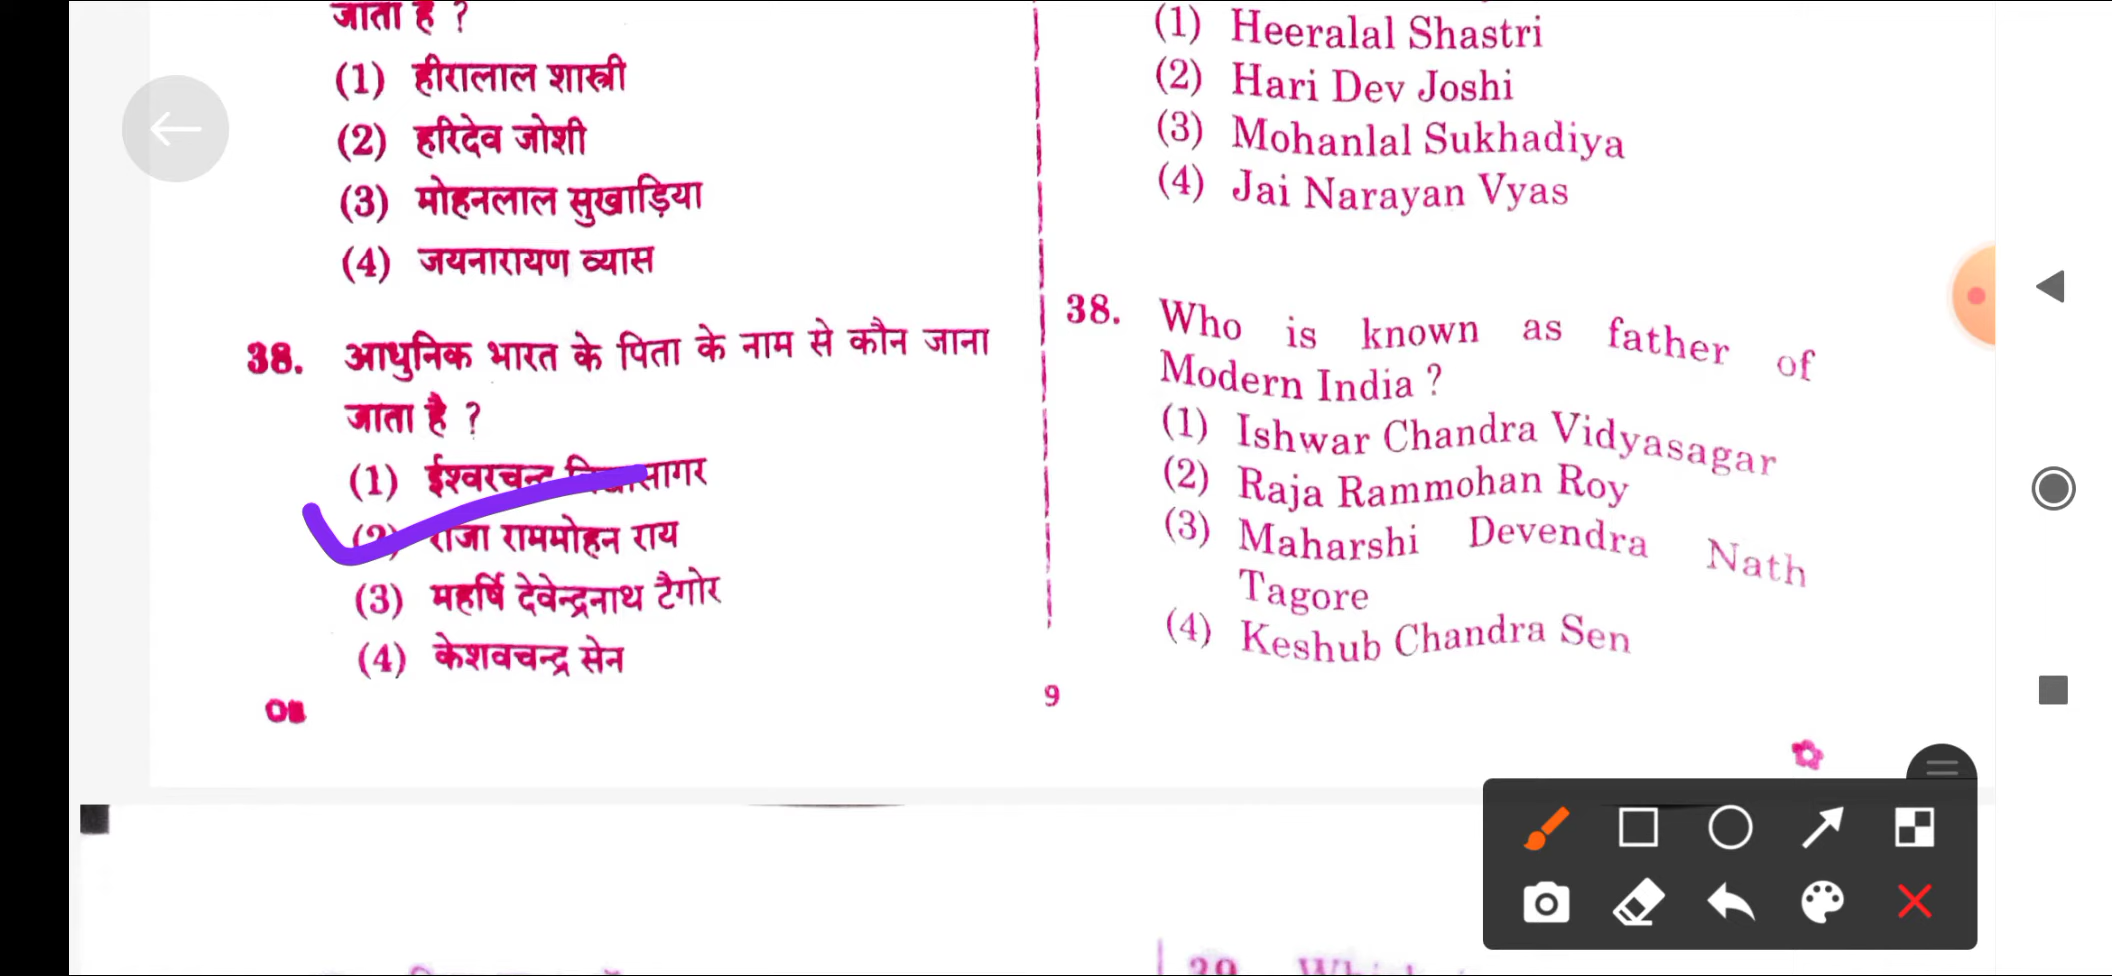 जाता है ?
(1) हीरालाल शास्त्री
(2) हरिदेव जोशी
(3) मोहनलाल सुखाड़िया
(4) जयनारायण व्यास
38. आधुनिक भारत के पिता के नाम से कौन जाना
जाता है ?
(1) ईश्वरचन्द्र
(2) राजा राममोहन राय
(3) महर्षि देवेन्द्रनाथ टैगोर
(4) केशवचन्द्र सेन
(1) Heeralal Shastri
(2) Hari Dev Joshi
(3) Mohanlal Sukhadiya
(4) Jai Narayan Vyas
38. Who is known as father of
Modern India ?
(1) Ishwar Chandra Vidyasagar
(2) Raja Rammohan Roy
(3) Maharshi Devendra Nath
Tagore
(4) Keshub Chandra Sen
9
39.